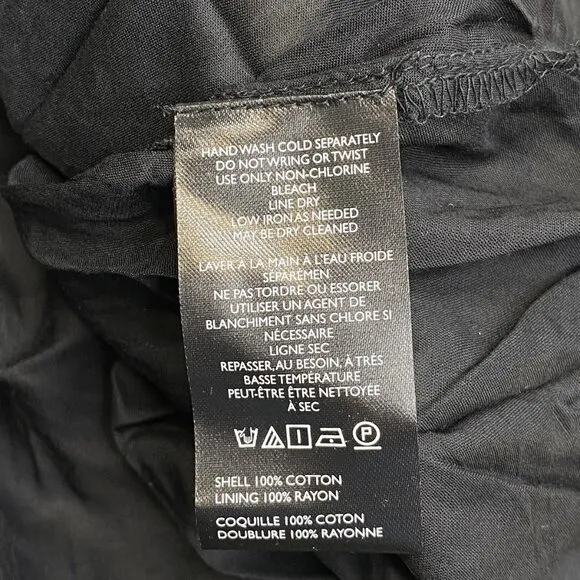 HAND WASH COLD SEPARATELY
DO NOT WRING OR TWIST
USE ONLY NON-CHLORINE
BLEACH
LINE DRY
LOW IRON AS NEEDED
MAY BE DRY CLEANED
LAVER À LA MAIN À L'EAU FROIDE
SÉPARÉMEN
NE PAS TORDRE OU ESSORER
UTILISER UN AGENT DE
BLANCHIMENT SANS CHLORE SI
NÉCESSAIRE
LIGNE SEC
REPASSER, AU BESOIN, À TRÈS
BASSE TEMPÉRATURE
PEUT-ÊTRE ÊTRE NETTOYÉE
À SEC
P
SHELL 100% COTTON
LINING 100% RAYON
COQUILLE 100% COTON
DOUBLURE 100% RAYONNE